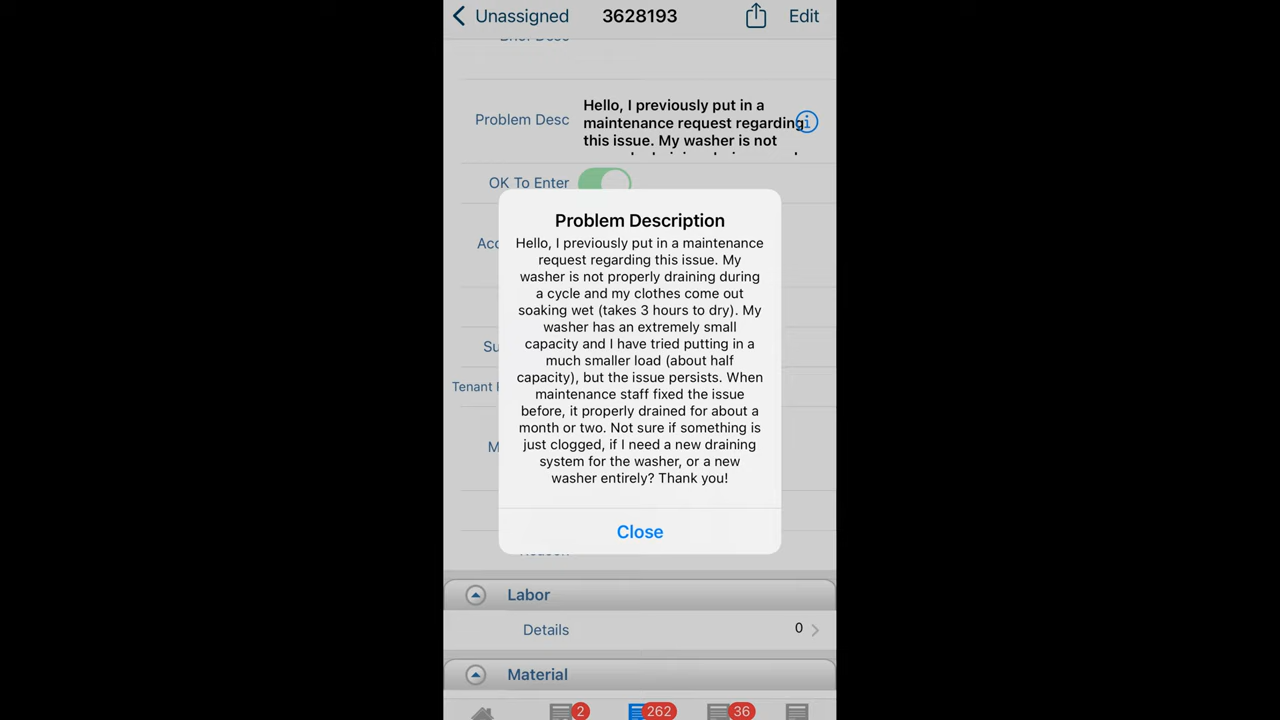 Unassigned 3628193 Edit
Problem Desc
Hello, I previously put in a
maintenance request regarding
this issue. My washer is not
OK To Enter
Acc
Problem Description
Hello, I previously put in a maintenance
request regarding this issue. My
washer is not properly draining during
a cycle and my clothes come out
soaking wet (takes 3 hours to dry). My
washer has an extremely small
capacity and I have tried putting in a
much smaller load (about half
capacity), but the issue persists. When
maintenance staff fixed the issue
before, it properly drained for about a
month or two. Not sure if something is
just clogged, if I need a new draining
system for the washer, or a new
washer entirely? Thank you!
Close
Su
Tenant
M
Labor
Details 0
Material
2 262 36